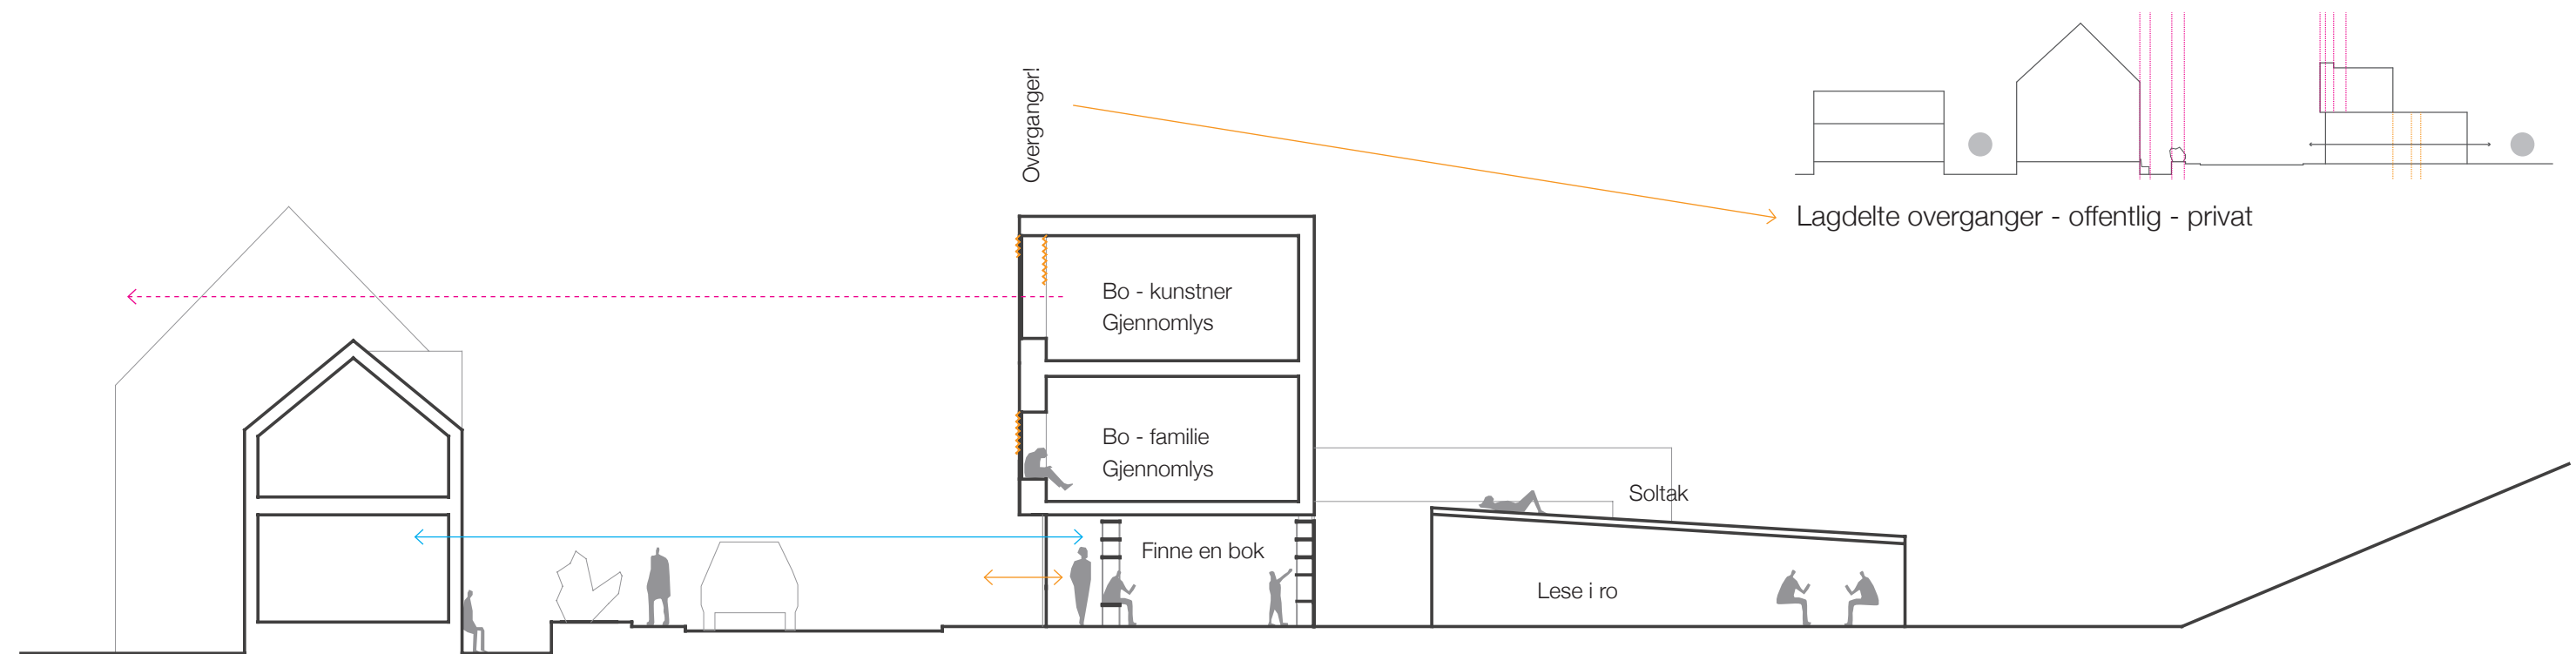 Overganger!
Lagdelte overganger - offentlig - privat
Bo - kunstner
Gjennomlys
Bo - familie
Gjennomlys
Soltak
Finne en bok
Lese i ro